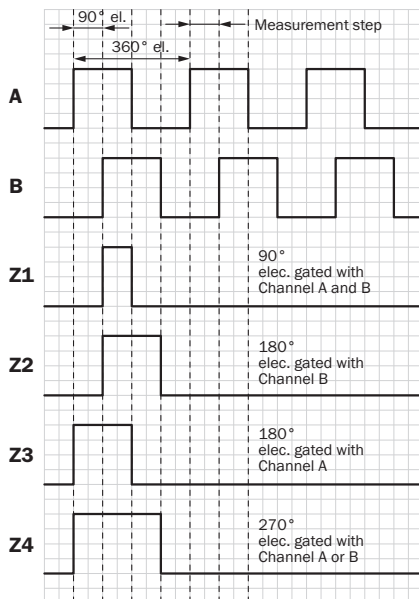 90° el.
Measurement step
360° el.
A
B
Z1
90°
elec. gated with
Channel A and B
Z2
180°
elec. gated with
Channel B
Z3
180°
elec. gated with
Channel A
Z4
270°
elec. gated with
Channel A or B